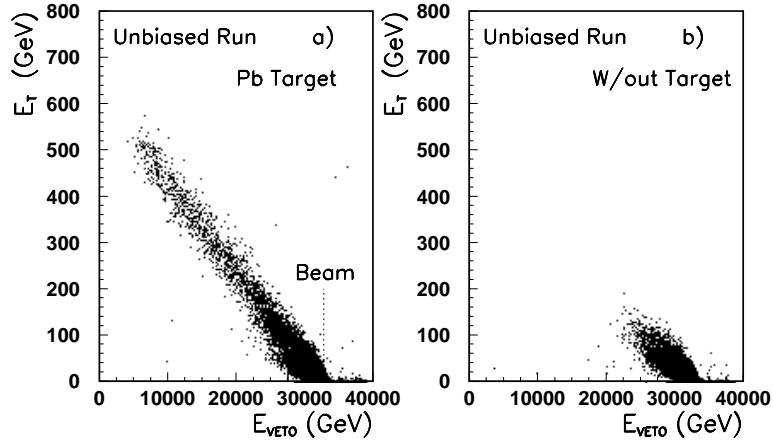 Unbiased Run a)
Pb Target
Beam
E_T (GeV)
800
700
600
500
400
300
200
100
0
0 10000 20000 30000 40000
E_VETO (GeV)
Unbiased Run b)
W/out Target
E_T (GeV)
800
700
600
500
400
300
200
100
0
0 10000 20000 30000 40000
E_VETO (GeV)